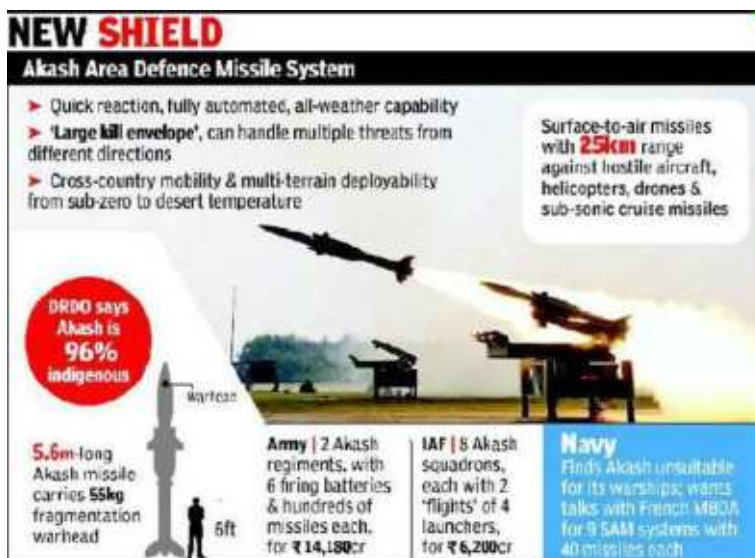 NEW SHIELD
Akash Area Defence Missile System
➤ Quick reaction, fully automated, all-weather capability
➤ 'Large kill envelope', can handle multiple threats from
different directions
➤ Cross-country mobility & multi-terrain deployability
from sub-zero to desert temperature
Surface-to-air missiles
with 25km range
against hostile aircraft,
helicopters, drones &
sub-sonic cruise missiles
DRDO says
Akash is
96%
indigenous
Warhead
5.6m-long
Akash missile
carries 55kg
fragmentation
warhead
6ft
Army | 2 Akash
regiments, with
6 firing batteries
& hundreds of
missiles each,
for ₹14,180cr
IAF | 8 Akash
squadrons,
each with 2
'flights' of 4
launchers,
for ₹6,200cr
Navy
Finds Akash unsuitable
for its warships; wants
talks with French MBDA
for 9 SAM systems with
40 missiles each